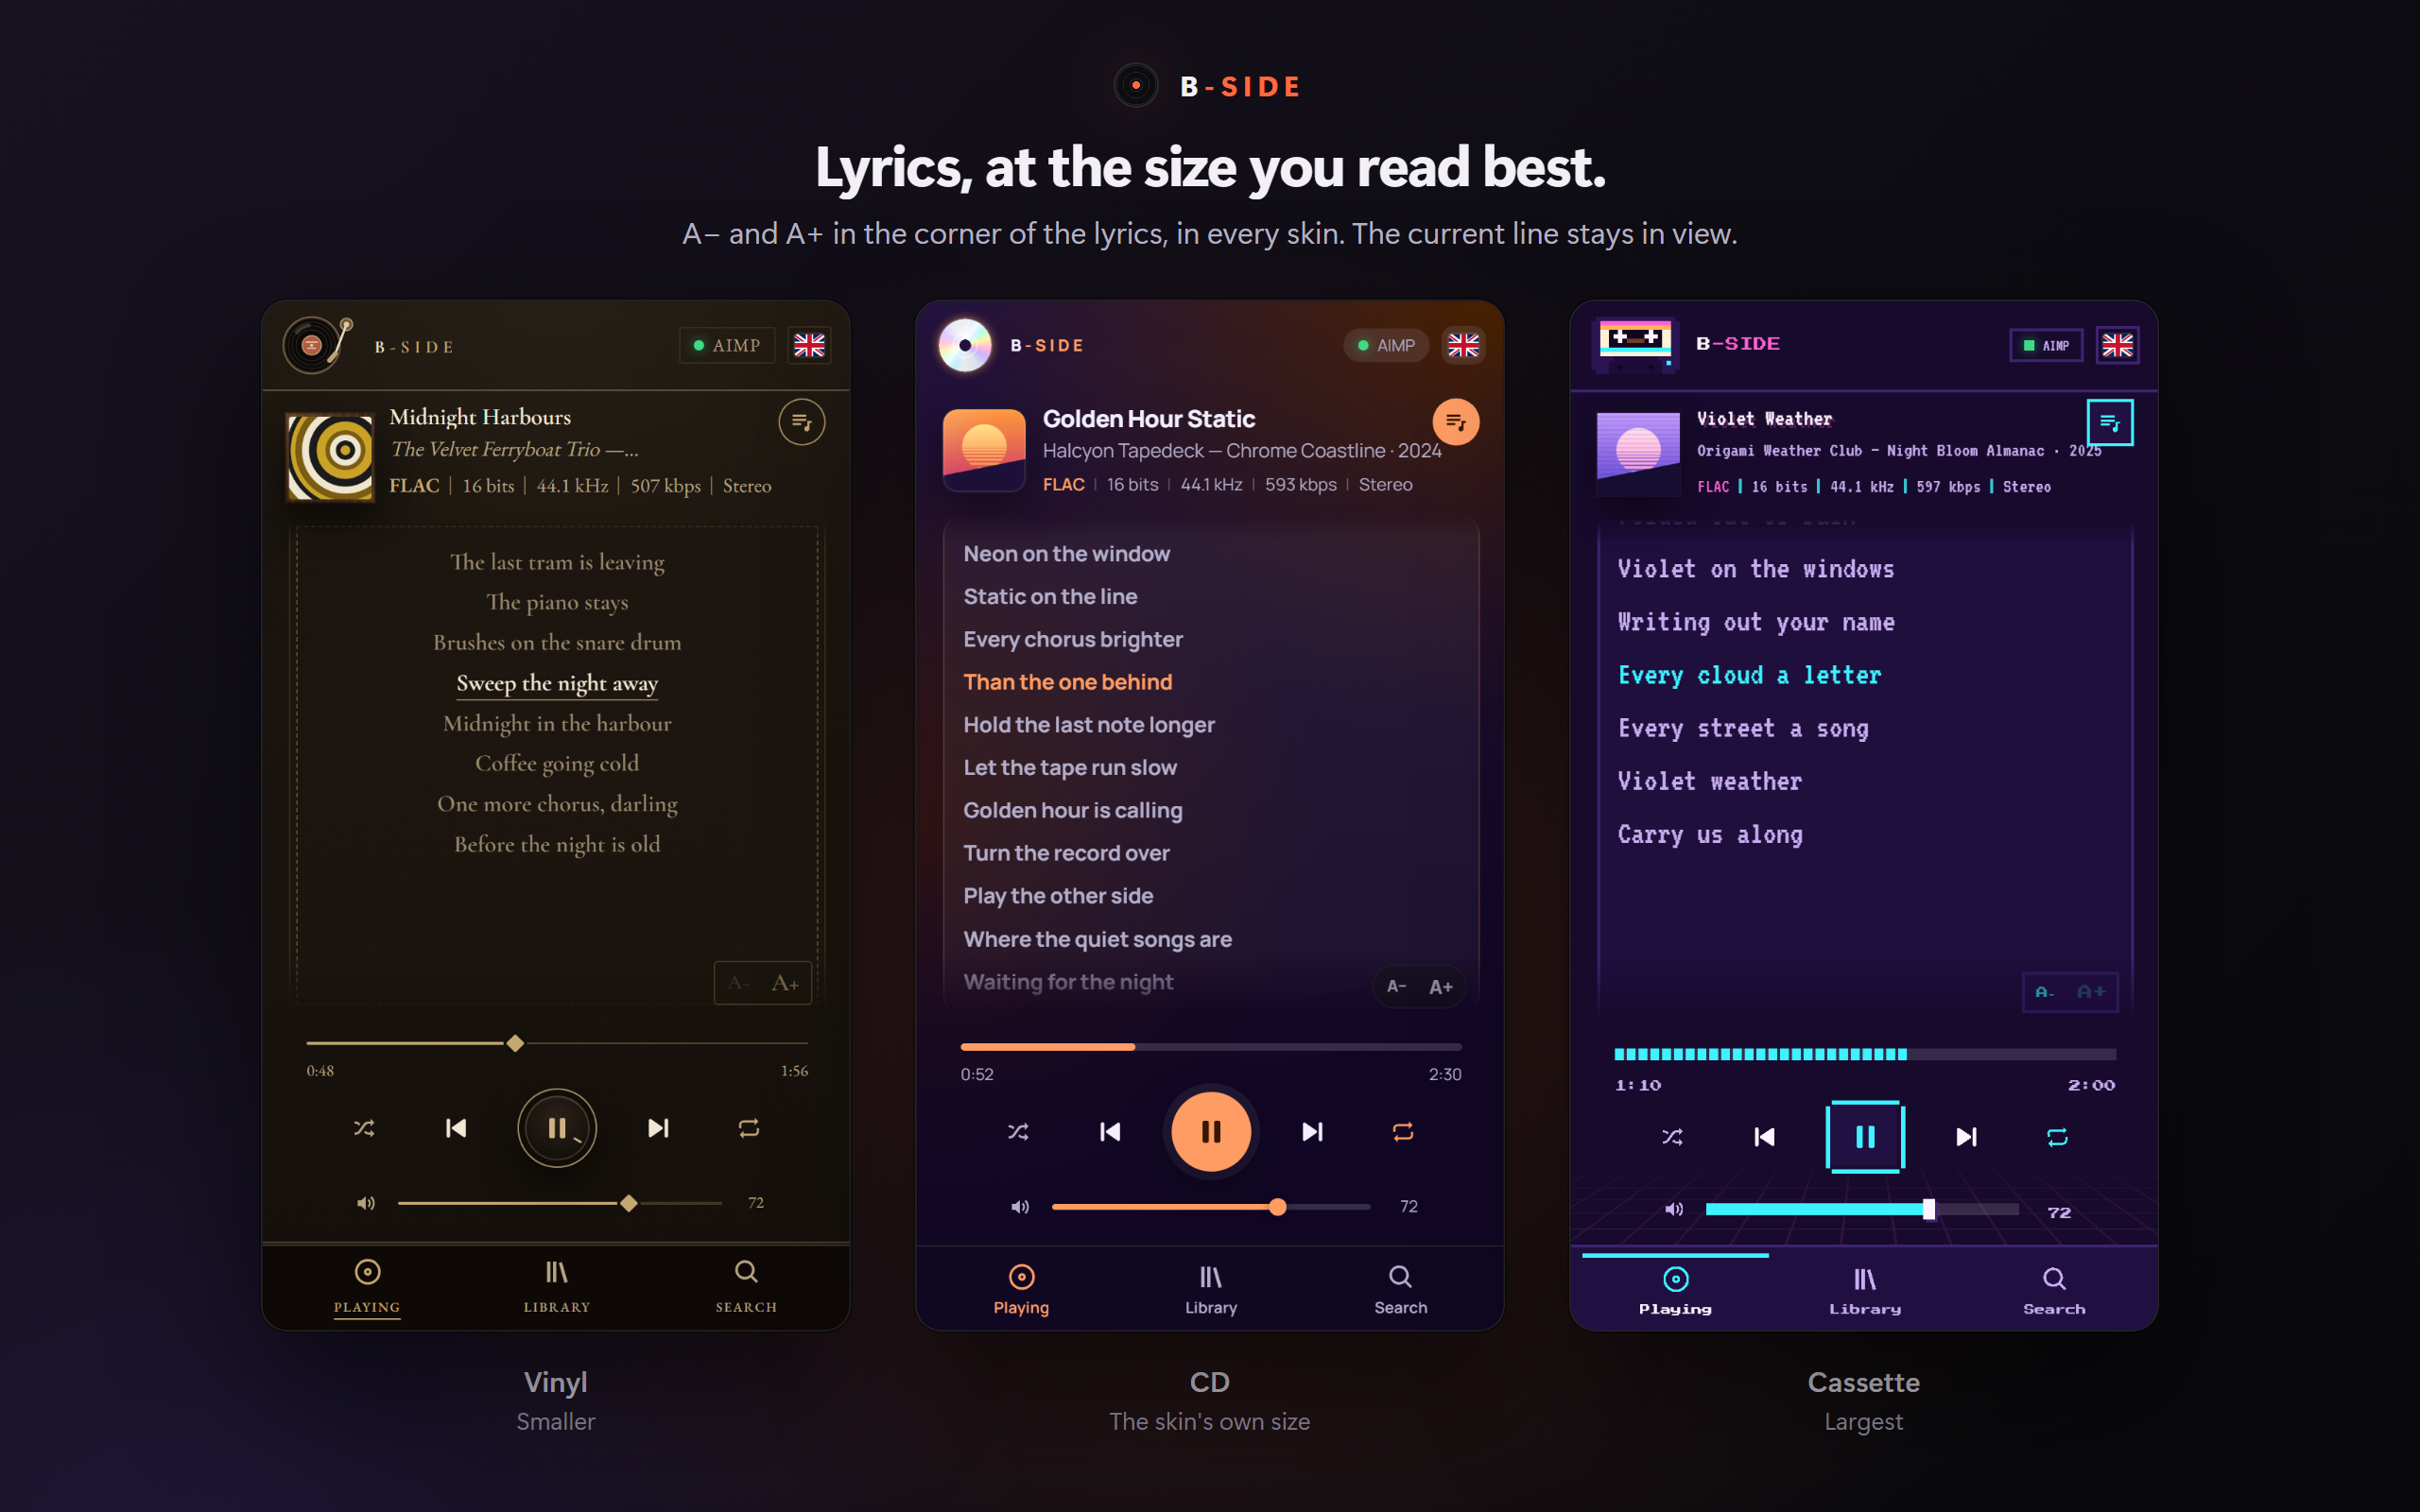 B-SIDE
Lyrics, at the size you read best.
A− and A+ in the corner of the lyrics, in every skin. The current line stays in view.
B-SIDE
AIMP
Midnight Harbours
The Velvet Ferryboat Trio —...
FLAC | 16 bits | 44.1 kHz | 507 kbps | Stereo
The last tram is leaving
The piano stays
Brushes on the snare drum
Sweep the night away
Midnight in the harbour
Coffee going cold
One more chorus, darling
Before the night is old
A− A+
0:48 1:56
72
PLAYING LIBRARY SEARCH
Vinyl
Smaller
B-SIDE
AIMP
Golden Hour Static
Halcyon Tapedeck — Chrome Coastline · 2024
FLAC | 16 bits | 44.1 kHz | 593 kbps | Stereo
Neon on the window
Static on the line
Every chorus brighter
Than the one behind
Hold the last note longer
Let the tape run slow
Golden hour is calling
Turn the record over
Play the other side
Where the quiet songs are
Waiting for the night
A− A+
0:52 2:30
72
Playing Library Search
CD
The skin's own size
B-SIDE
AIMP
Violet Weather
Origami Weather Club — Night Bloom Almanac · 2025
FLAC | 16 bits | 44.1 kHz | 597 kbps | Stereo
Violet on the windows
Writing out your name
Every cloud a letter
Every street a song
Violet weather
Carry us along
A− A+
1:10 2:00
72
Playing Library Search
Cassette
Largest